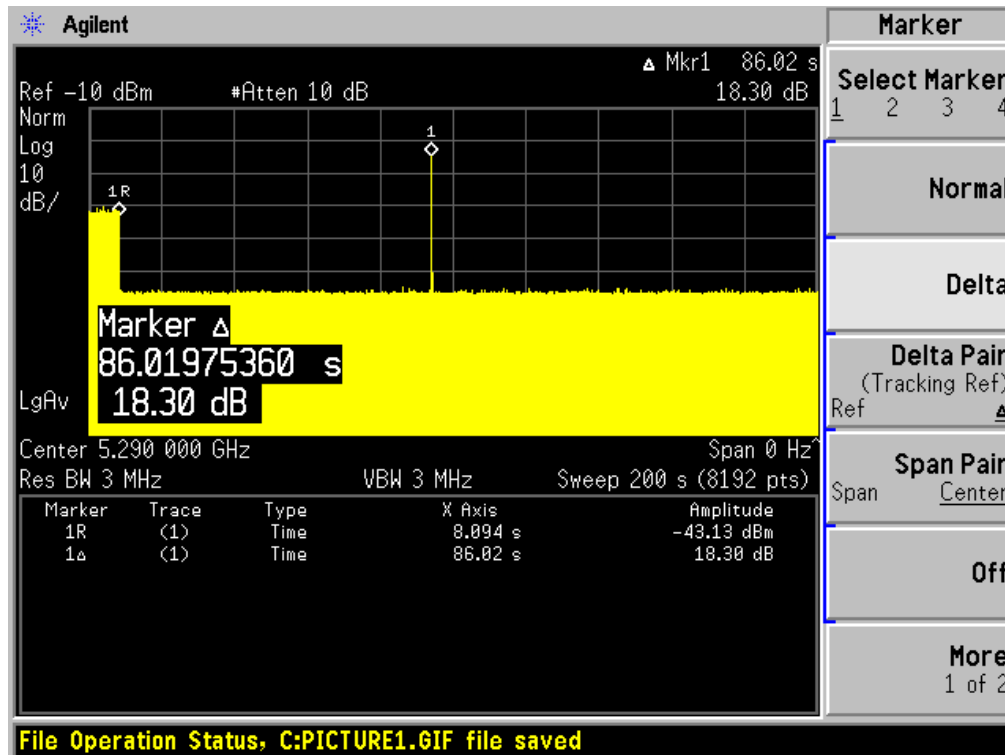 Agilent
Marker
Δ Mkr1 86.02 s
Ref -10 dBm #Atten 10 dB 18.30 dB
Norm
Log
10
dB/
1R
1
Marker Δ
86.01975360 s
18.30 dB
LgAv
Center 5.290 000 GHz Span 0 Hz^
Res BW 3 MHz VBW 3 MHz Sweep 200 s (8192 pts)
Marker Trace Type X Axis Amplitude
1R (1) Time 8.094 s -43.13 dBm
1Δ (1) Time 86.02 s 18.30 dB
Select Marker
1 2 3 4
Normal
Delta
Delta Pair
(Tracking Ref)
Ref Δ
Span Pair
Span Center
Off
More
1 of 2
File Operation Status, C:PICTURE1.GIF file saved